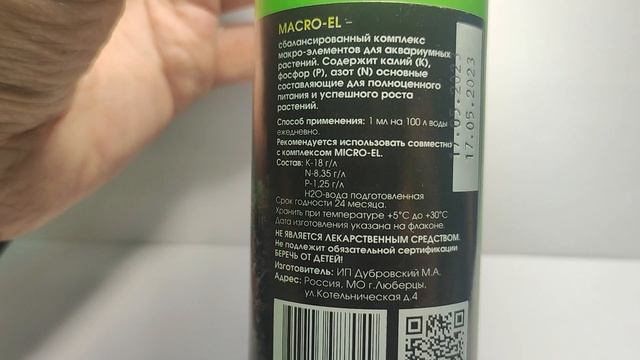 MACRO-EL –
сбалансированный комплекс
макро-элементов для аквариумных
растений. Содержит калий (K),
фосфор (P), азот (N) основные
составляющие для полноценного
питания и успешного роста
растений.
Способ применения: 1 мл на 100 л воды
ежедневно.
Рекомендуется использовать совместно
с комплексом MICRO-EL.
Состав: K-18 г/л
N-8,35 г/л
P-1,25 г/л
H2O-вода подготовленная
Срок годности 24 месяца.
Хранить при температуре +5°C до +30°C
Дата изготовления указана на флаконе.
НЕ ЯВЛЯЕТСЯ ЛЕКАРСТВЕННЫМ СРЕДСТВОМ.
Не подлежит обязательной сертификации
БЕРЕЧЬ ОТ ДЕТЕЙ!
Изготовитель: ИП Дубровский М.А.
Адрес: Россия, МО г.Люберцы.
ул.Котельническая д.4
17.05.2023
17.05.2023